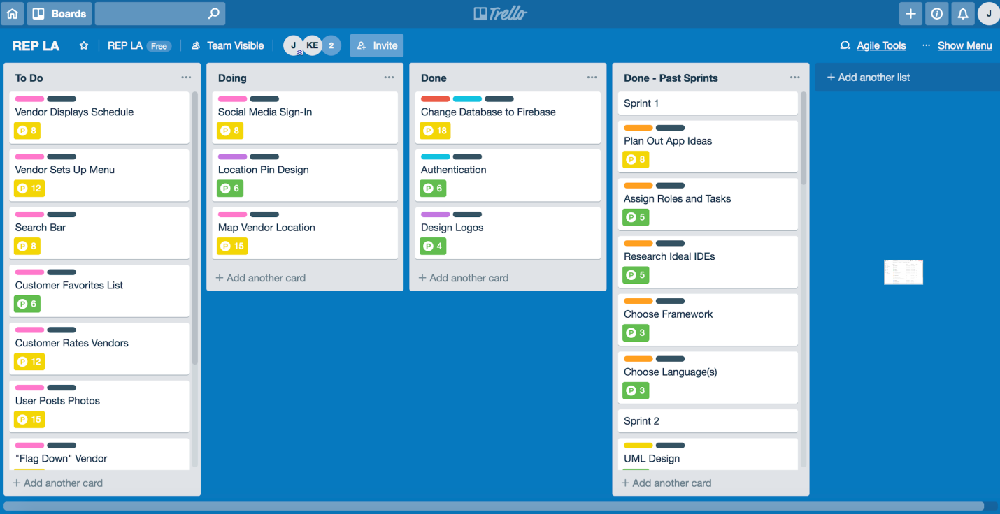 Boards
Trello
J
REP LA
REP LA Free
Team Visible
J KE 2
Invite
Agile Tools
... Show Menu
To Do
Vendor Displays Schedule
P 8
Vendor Sets Up Menu
P 12
Search Bar
P 8
Customer Favorites List
P 6
Customer Rates Vendors
P 12
User Posts Photos
P 15
"Flag Down" Vendor
+ Add another card
Doing
Social Media Sign-In
P 8
Location Pin Design
P 6
Map Vendor Location
P 15
+ Add another card
Done
Change Database to Firebase
P 18
Authentication
P 6
Design Logos
P 4
+ Add another card
Done - Past Sprints
Sprint 1
Plan Out App Ideas
P 8
Assign Roles and Tasks
P 5
Research Ideal IDEs
P 5
Choose Framework
P 3
Choose Language(s)
P 3
Sprint 2
UML Design
+ Add another card
+ Add another list